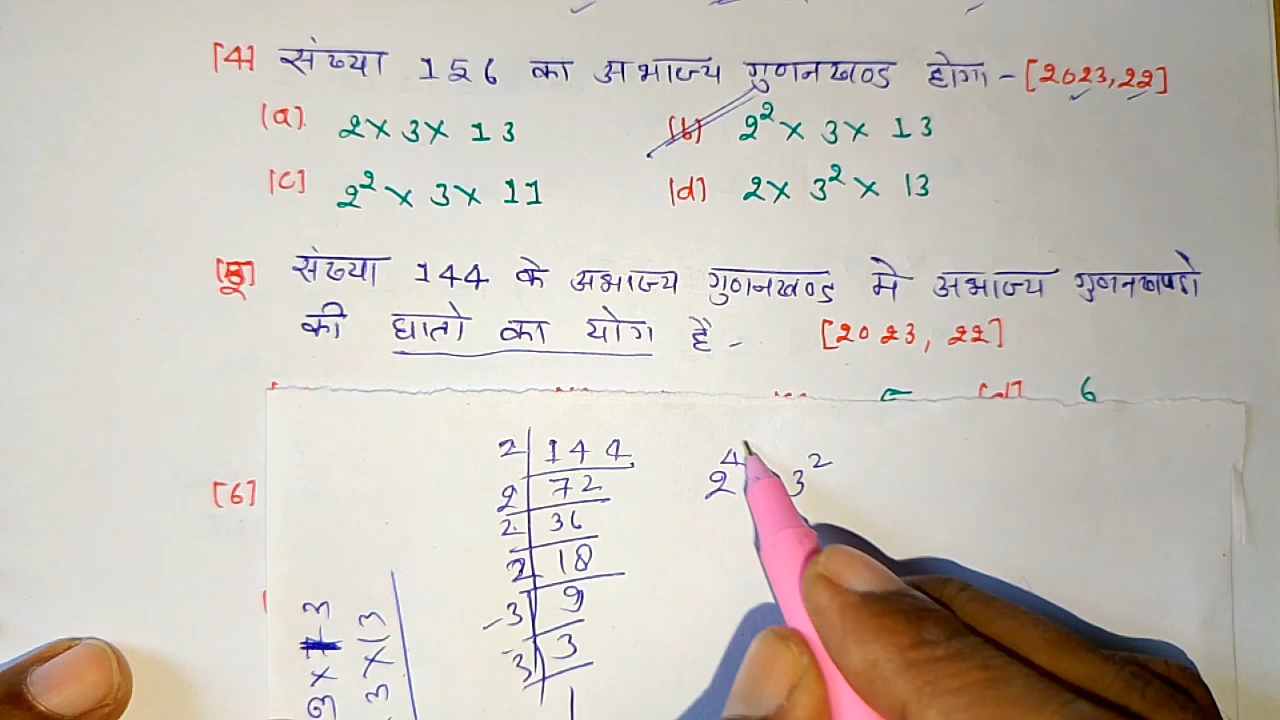 [4] संख्या 156 का अभाज्य गुणनखण्ड होगा - [2023,22]
(a) 2 × 3 × 13 (b) 2² × 3 × 13
(c) 2² × 3 × 11 (d) 2 × 3² × 13
[5] संख्या 144 के अभाज्य गुणनखण्ड मे अभाज्य गुणनखण्डो
की घातो का योग है - [2023, 22]
6
2 144 2⁴ 3²
2 72
[6]
2 36
2 18
3 9
3 3
1
3 × 13